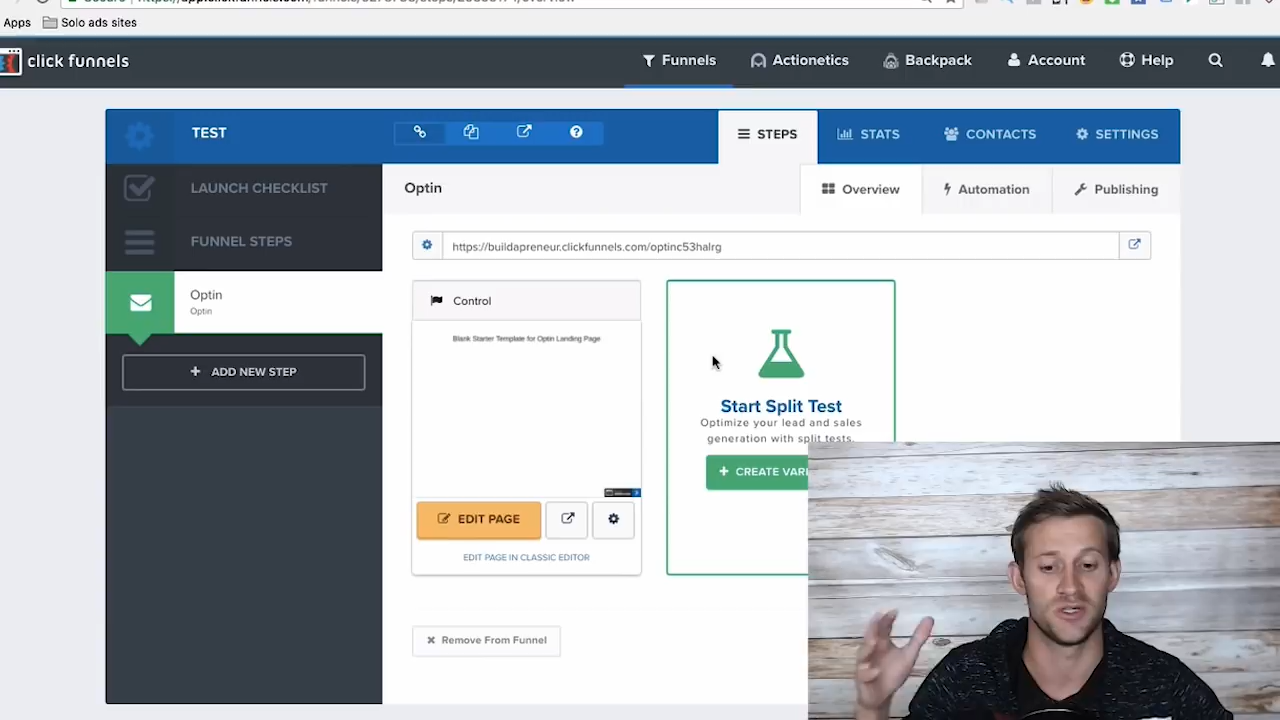 Apps Solo ads sites
click funnels
Funnels Actionetics Backpack Account Help
TEST
STEPS STATS CONTACTS SETTINGS
LAUNCH CHECKLIST
Optin
Overview Automation Publishing
FUNNEL STEPS
https://buildapreneur.clickfunnels.com/optinc53halrg
Optin
Optin
Control
Blank Starter Template for Optin Landing Page
ADD NEW STEP
Start Split Test
Optimize your lead and sales
generation with split tests.
+ CREATE VARI
EDIT PAGE
EDIT PAGE IN CLASSIC EDITOR
Remove From Funnel